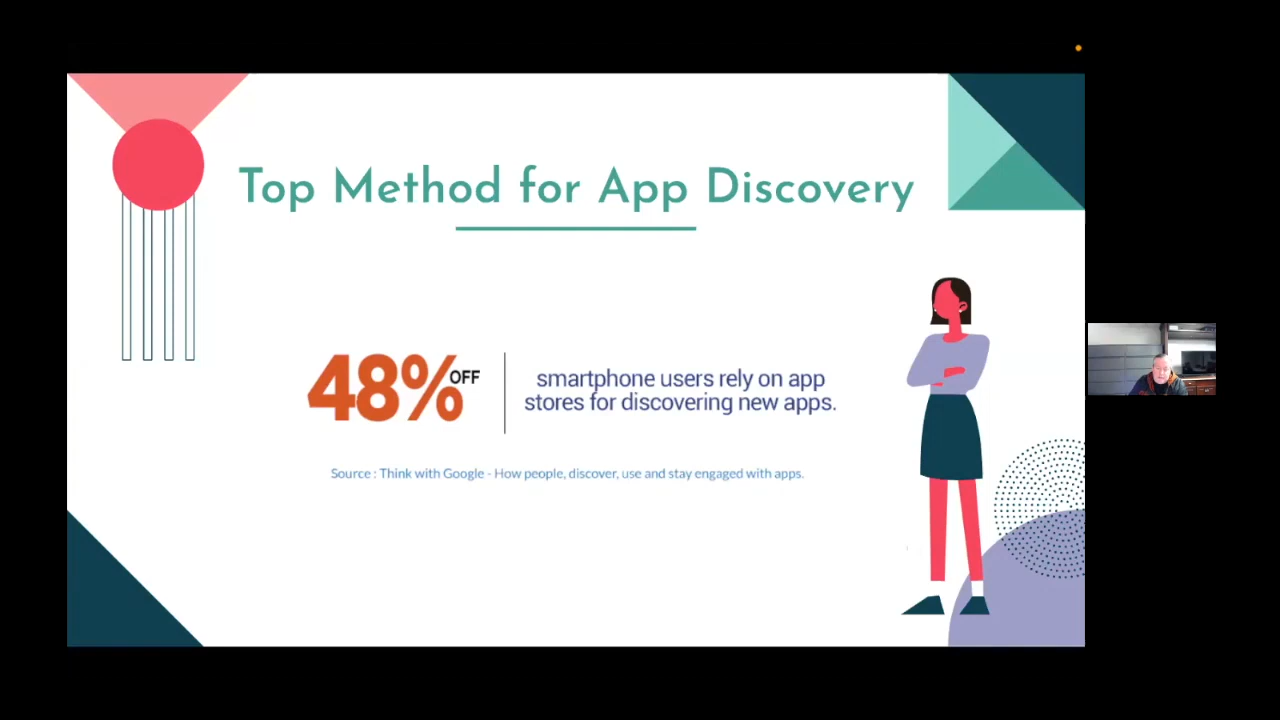 Top Method for App Discovery
48% OFF
smartphone users rely on app
stores for discovering new apps.
Source : Think with Google - How people, discover, use and stay engaged with apps.